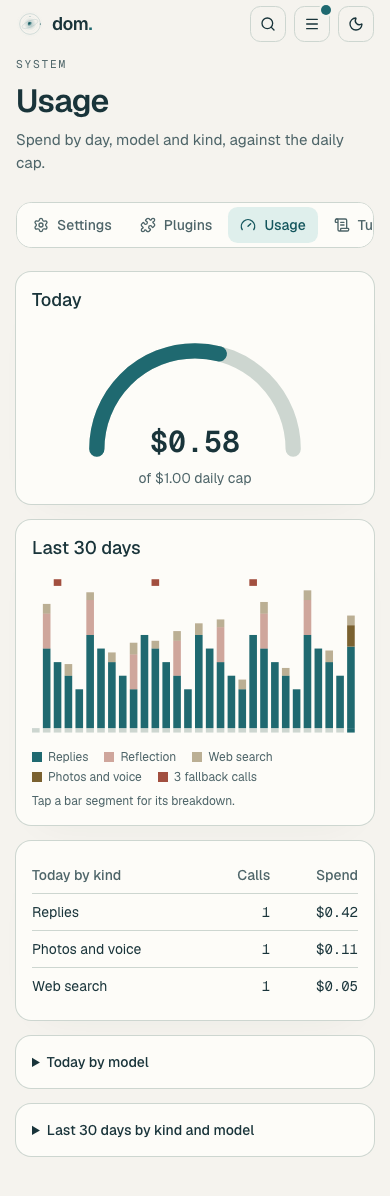 dom.
SYSTEM
Usage
Spend by day, model and kind, against the daily
cap.
Settings Plugins Usage Tu
Today
$0.58
of $1.00 daily cap
Last 30 days
Replies Reflection Web search
Photos and voice 3 fallback calls
Tap a bar segment for its breakdown.
Today by kind Calls Spend
Replies 1 $0.42
Photos and voice 1 $0.11
Web search 1 $0.05
Today by model
Last 30 days by kind and model